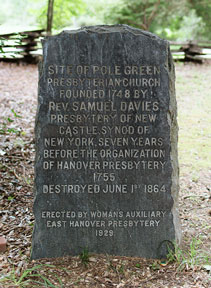 SITE OF POLE GREEN
PRESBYTERIAN CHURCH
FOUNDED 1748 BY
REV. SAMUEL DAVIES,
PRESBYTERY OF NEW
CASTLE, SYNOD OF
NEW YORK, SEVEN YEARS
BEFORE THE ORGANIZATION
OF HANOVER PRESBYTERY
1755
DESTROYED JUNE 1ST 1864
ERECTED BY WOMANS AUXILIARY
EAST HANOVER PRESBYTERY
1929